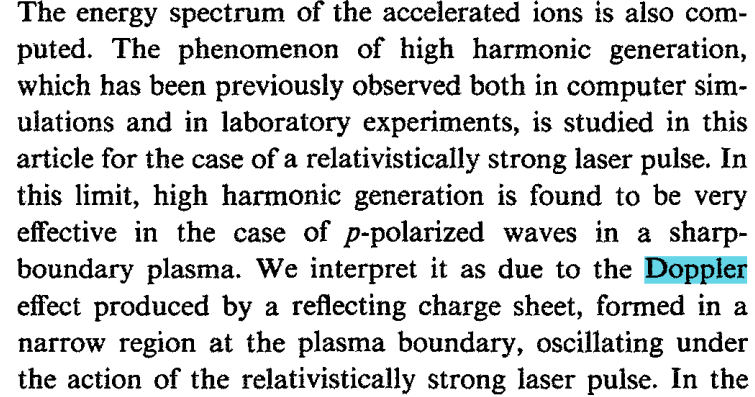 The energy spectrum of the accelerated ions is also com-
puted. The phenomenon of high harmonic generation,
which has been previously observed both in computer sim-
ulations and in laboratory experiments, is studied in this
article for the case of a relativistically strong laser pulse. In
this limit, high harmonic generation is found to be very
effective in the case of p-polarized waves in a sharp-
boundary plasma. We interpret it as due to the Doppler
effect produced by a reflecting charge sheet, formed in a
narrow region at the plasma boundary, oscillating under
the action of the relativistically strong laser pulse. In the